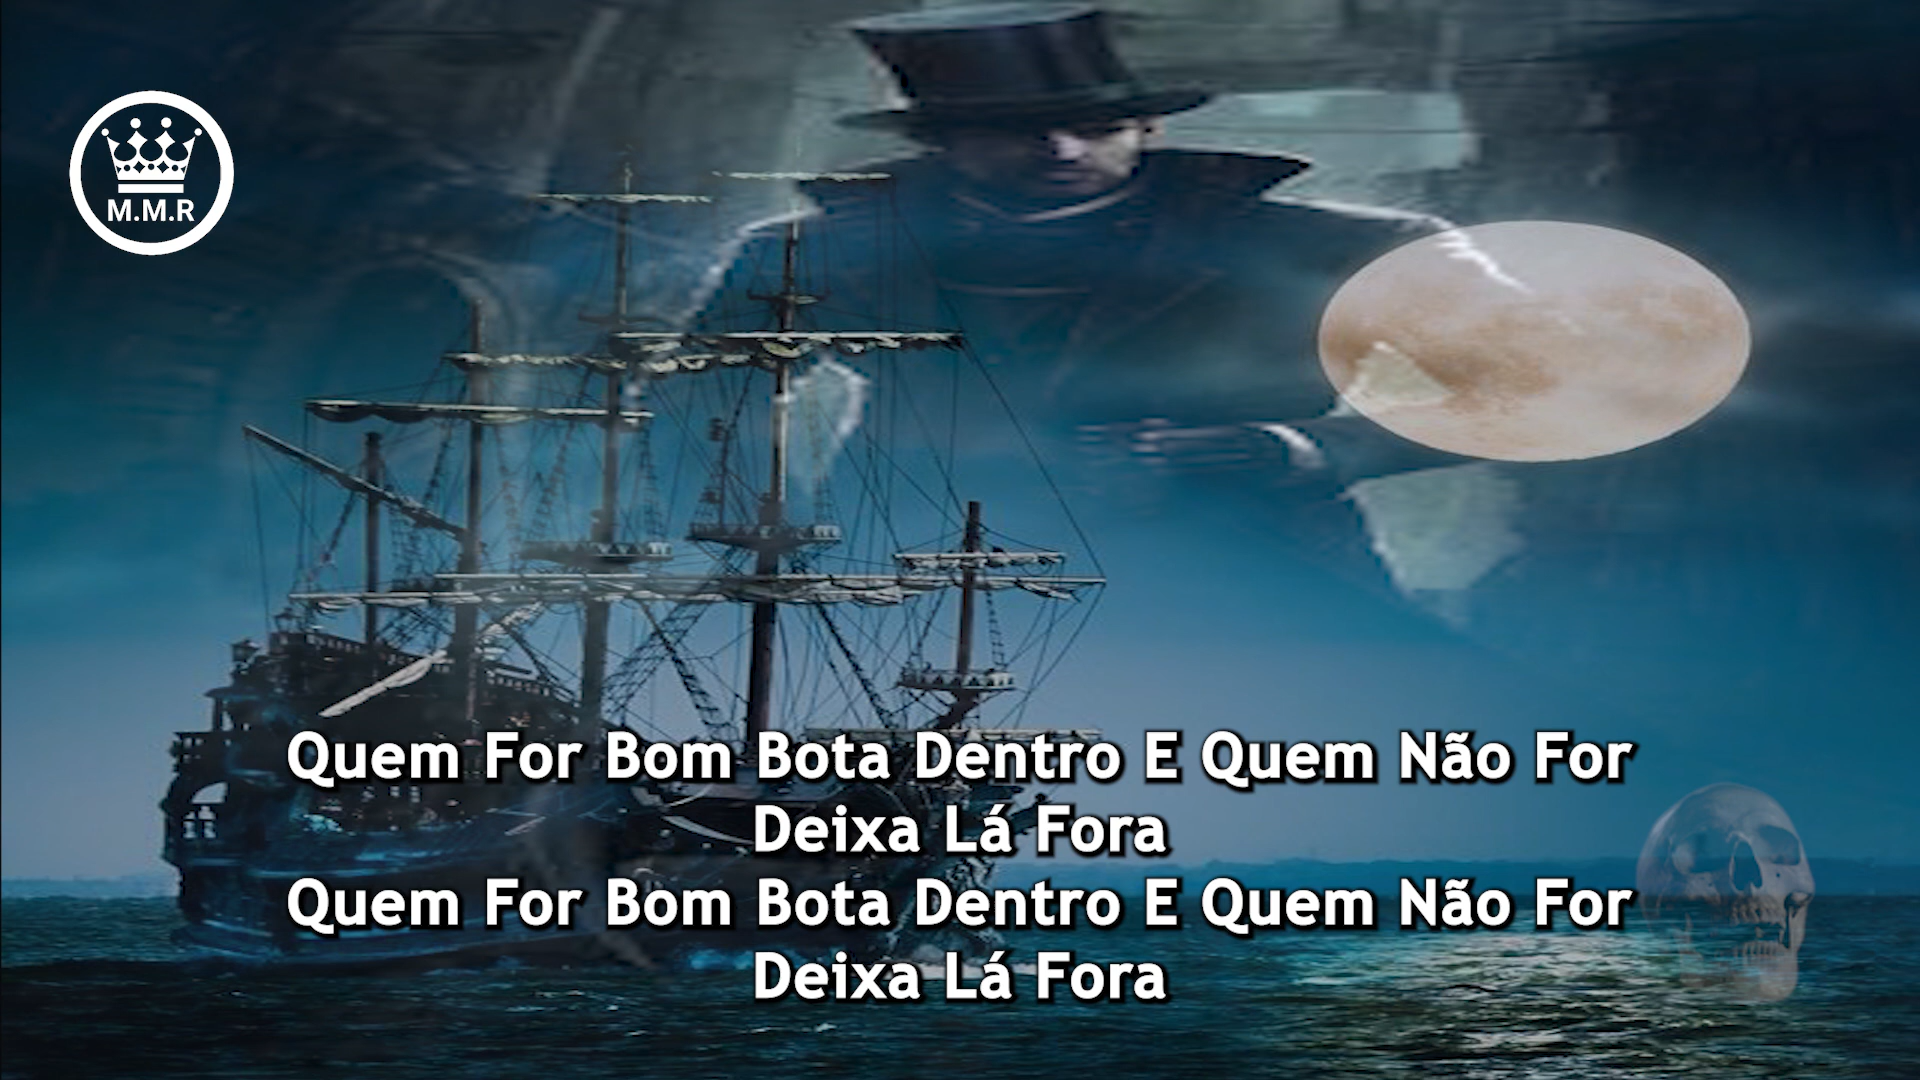 M.M.R
Quem For Bom Bota Dentro E Quem Não For
Deixa Lá Fora
Quem For Bom Bota Dentro E Quem Não For
Deixa Lá Fora